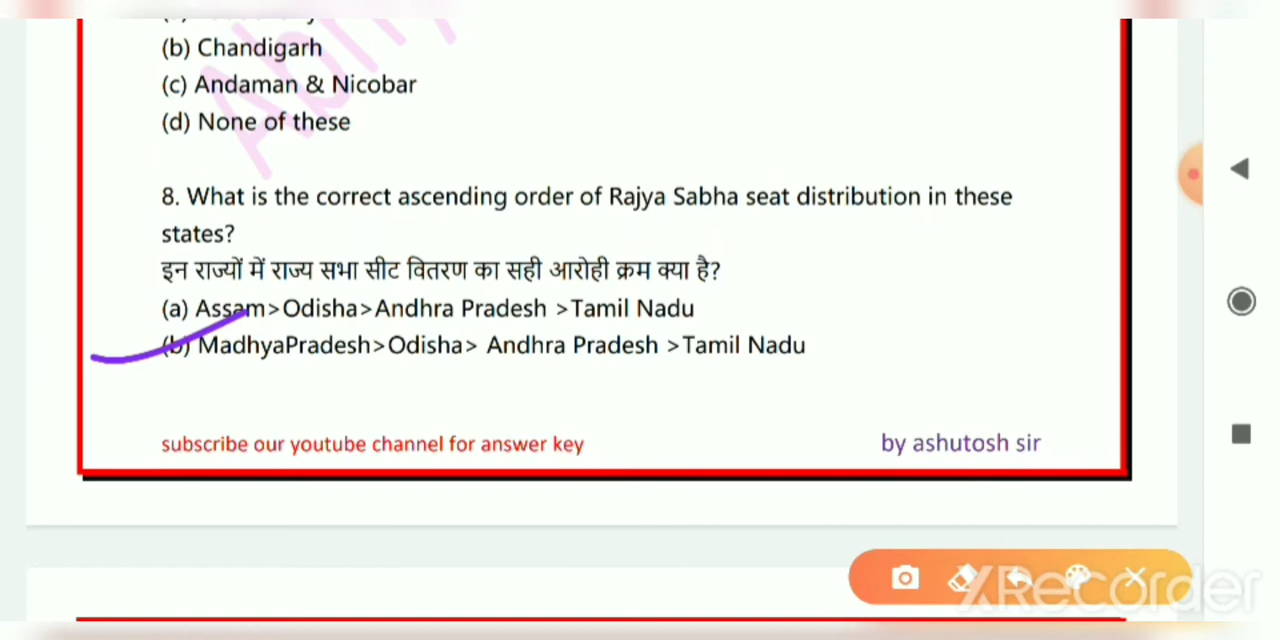 (b) Chandigarh
(c) Andaman & Nicobar
(d) None of these
8. What is the correct ascending order of Rajya Sabha seat distribution in these
states?
इन राज्यों में राज्य सभा सीट वितरण का सही आरोही क्रम क्या है?
(a) Assam>Odisha>Andhra Pradesh >Tamil Nadu
(b) MadhyaPradesh>Odisha> Andhra Pradesh >Tamil Nadu
subscribe our youtube channel for answer key by ashutosh sir
XRecorder